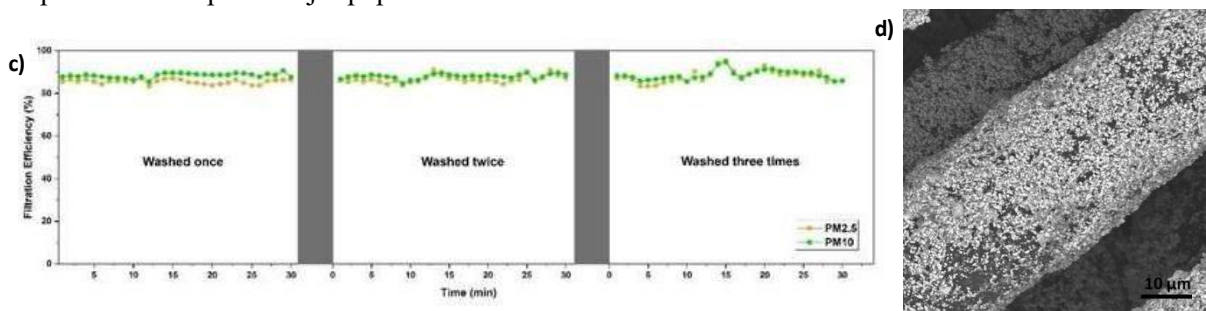 c)
d)
Filtration Efficiency (%)
100
80
60
40
20
0
Washed once
Washed twice
Washed three times
PM2.5
PM10
5 10 15 20 25 30 5 10 15 20 25 30 5 10 15 20 25 30
Time (min)
10 µm